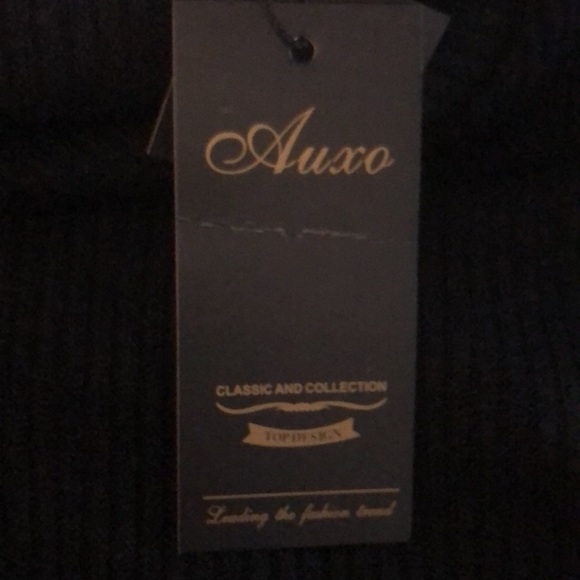 Auxo
CLASSIC AND COLLECTION
TOP DESIGN
Leading the fashion trend